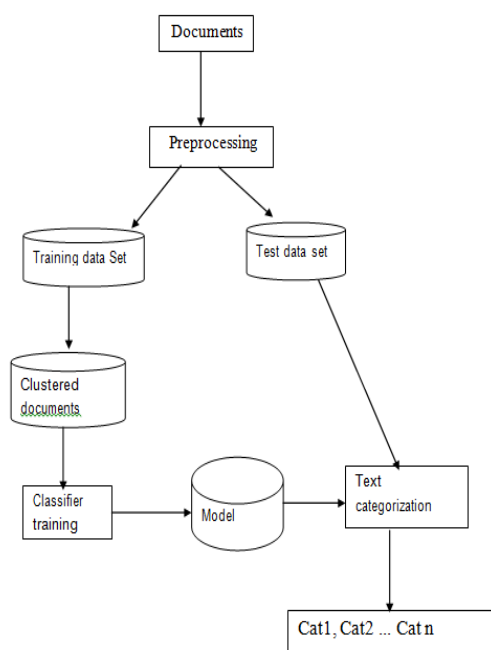 Documents
Preprocessing
Training data Set
Test data set
Clustered
documents
Classifier
training
Model
Text
categorization
Cat1, Cat2 ... Cat n